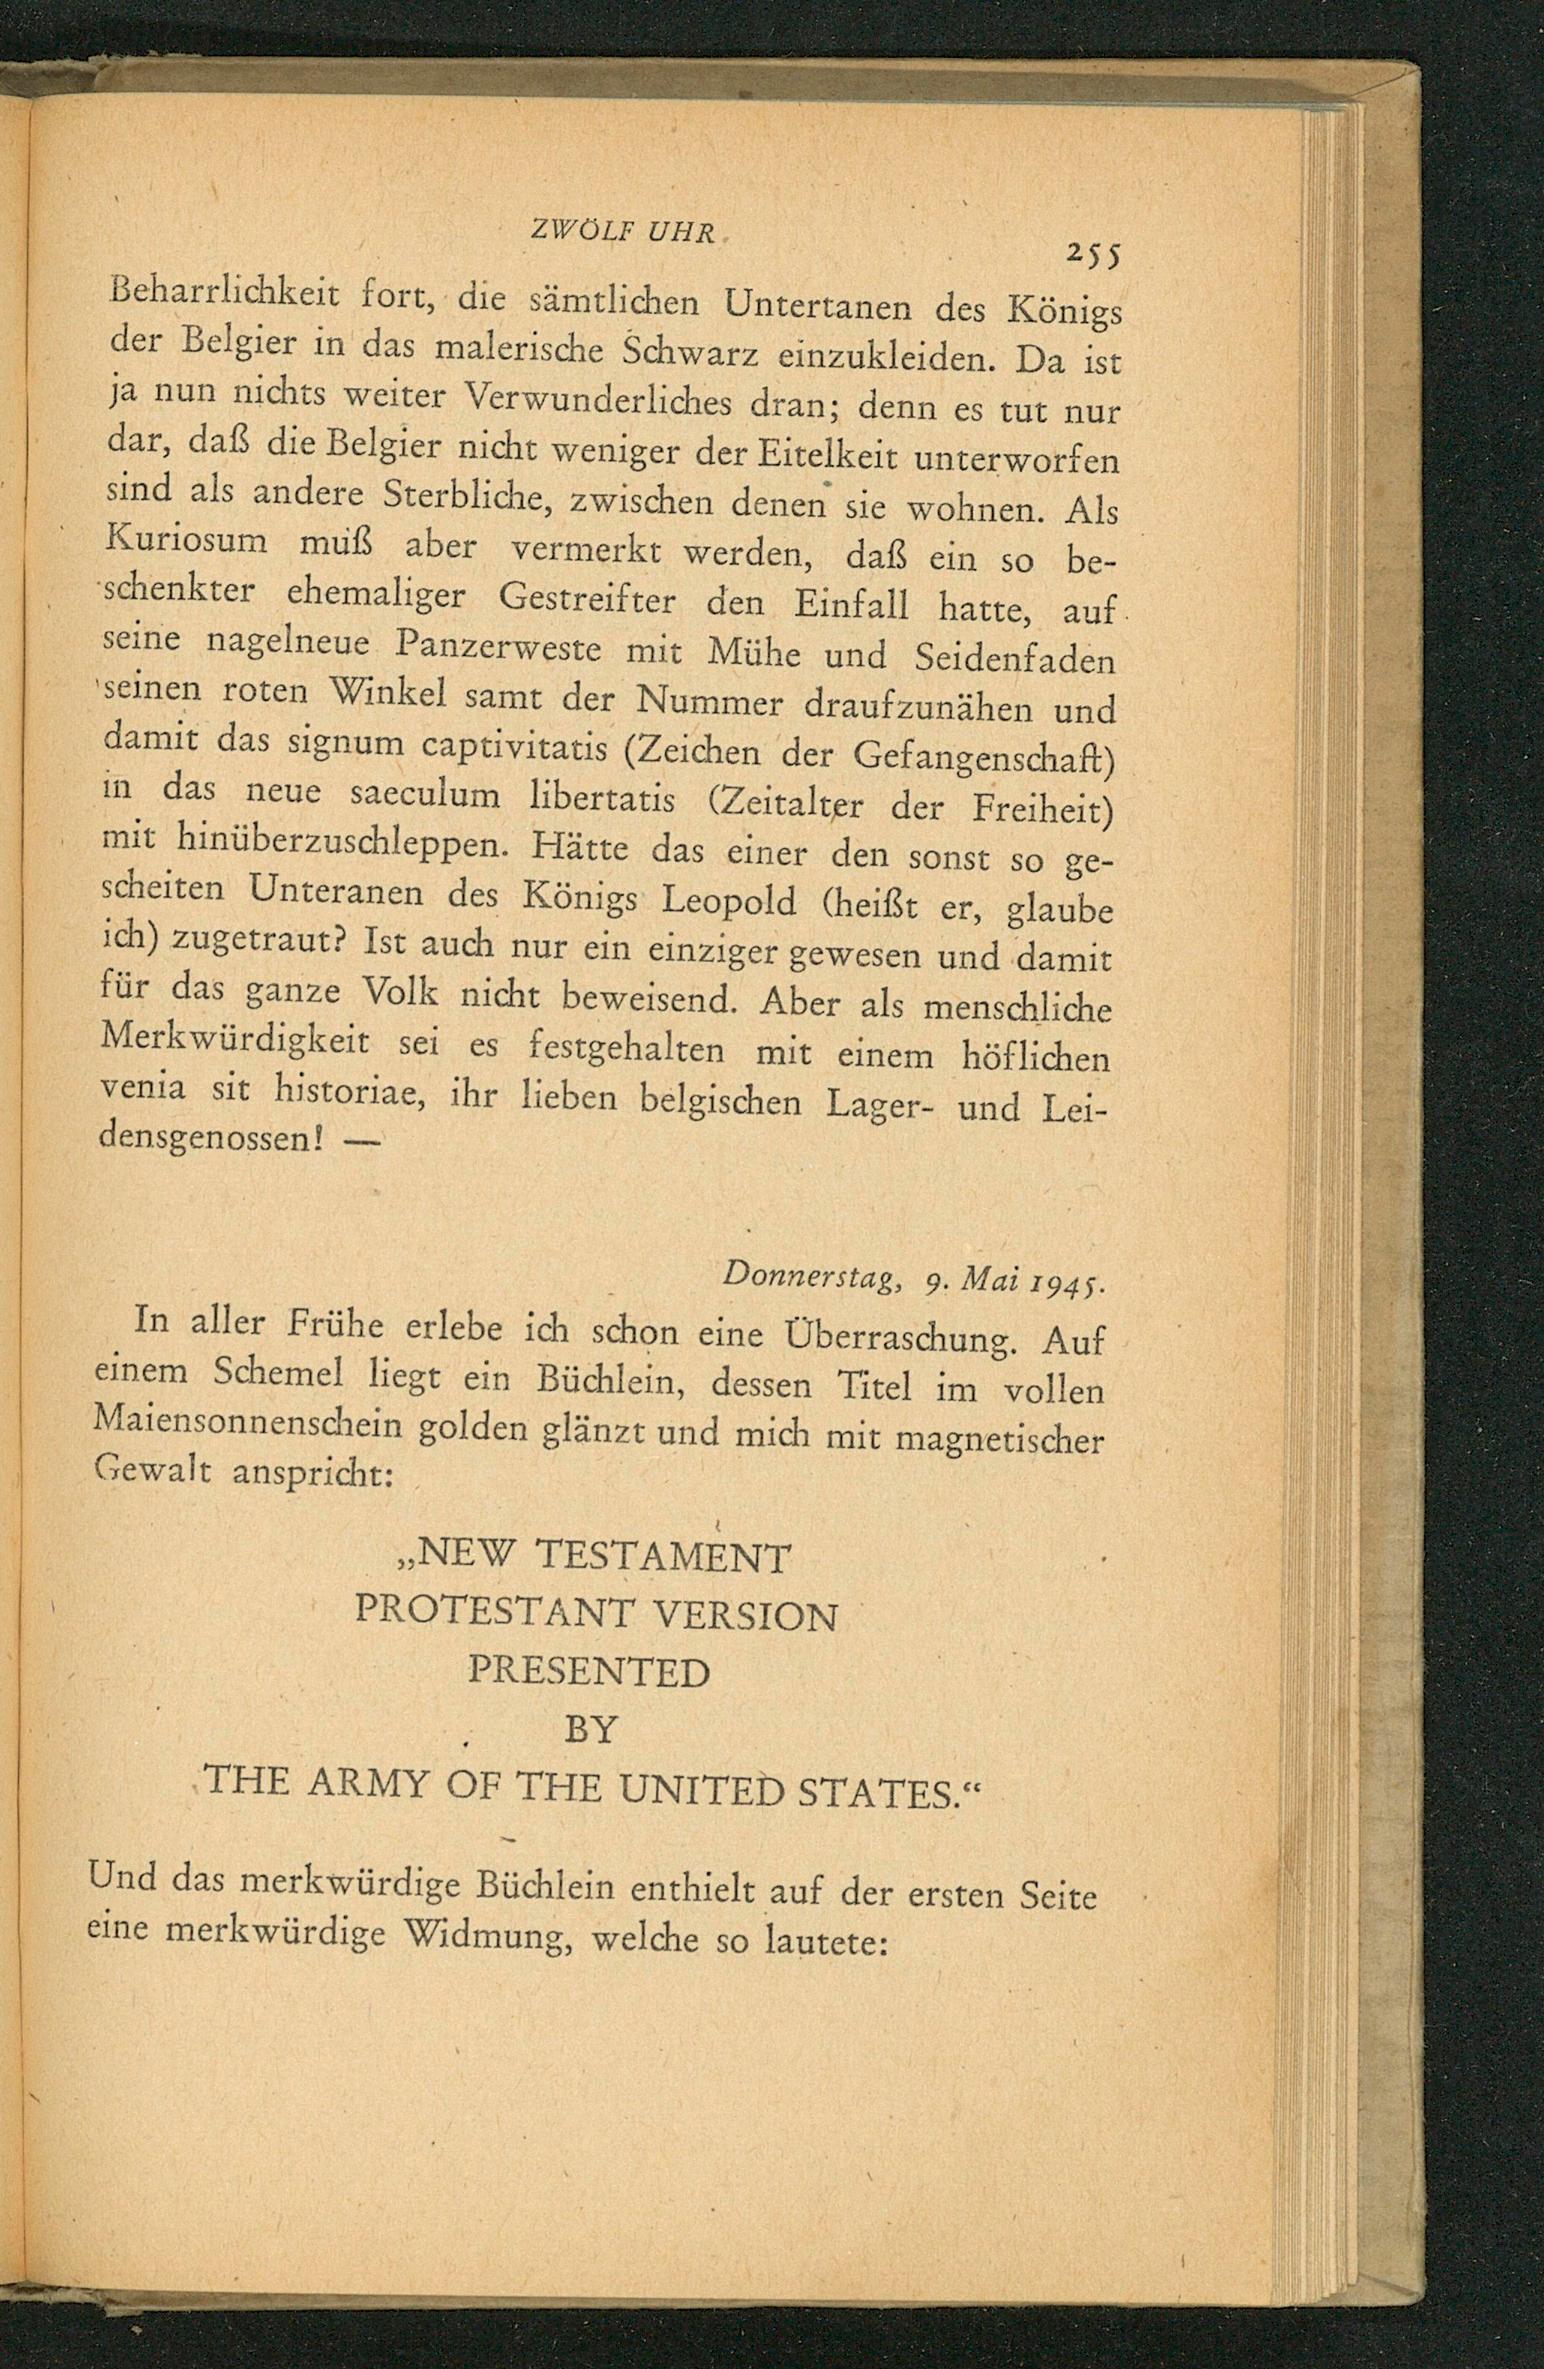 ZWÖLF UHR
255
Beharrlichkeit fort, die sämtlichen Untertanen des Königs
der Belgier in das malerische Schwarz einzukleiden. Da ist
ja nun nichts weiter Verwunderliches dran; denn es tut nur
dar, daß die Belgier nicht weniger der Eitelkeit unterworfen
sind als andere Sterbliche, zwischen denen sie wohnen. Als
Kuriosum muß aber vermerkt werden, daß ein so be-
schenkter ehemaliger Gestreifter den Einfall hatte, auf
seine nagelneue Panzerweste mit Mühe und Seidenfaden
seinen roten Winkel samt der Nummer draufzunähen und
damit das signum captivitatis (Zeichen der Gefangenschaft)
in das neue saeculum libertatis (Zeitalter der Freiheit)
mit hinüberzuschleppen. Hätte das einer den sonst so ge-
scheiten Unteranen des Königs Leopold (heißt er, glaube
ich) zugetraut? Ist auch nur ein einziger gewesen und damit
für das ganze Volk nicht beweisend. Aber als menschliche
Merkwürdigkeit sei es festgehalten mit einem höflichen
venia sit historiae, ihr lieben belgischen Lager- und Lei-
densgenossen! —
Donnerstag, 9. Mai 1945.
In aller Frühe erlebe ich schon eine Überraschung. Auf
einem Schemel liegt ein Büchlein, dessen Titel im vollen
Maiensonnenschein golden glänzt und mich mit magnetischer
Gewalt anspricht:
„NEW TESTAMENT
PROTESTANT VERSION
PRESENTED
BY
THE ARMY OF THE UNITED STATES.“
Und das merkwürdige Büchlein enthielt auf der ersten Seite
eine merkwürdige Widmung, welche so lautete: